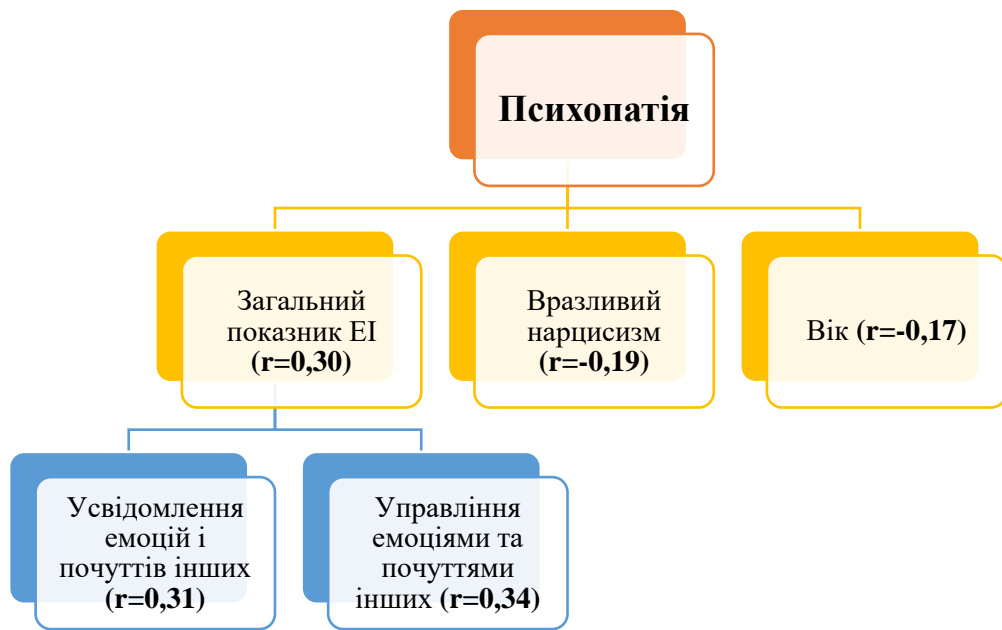 Психопатія
Загальний
показник ЕІ
(r=0,30)
Вразливий
нарцисизм
(r=-0,19)
Вік (r=-0,17)
Усвідомлення
емоцій і
почуттів інших
(r=0,31)
Управління
емоціями та
почуттями
інших (r=0,34)